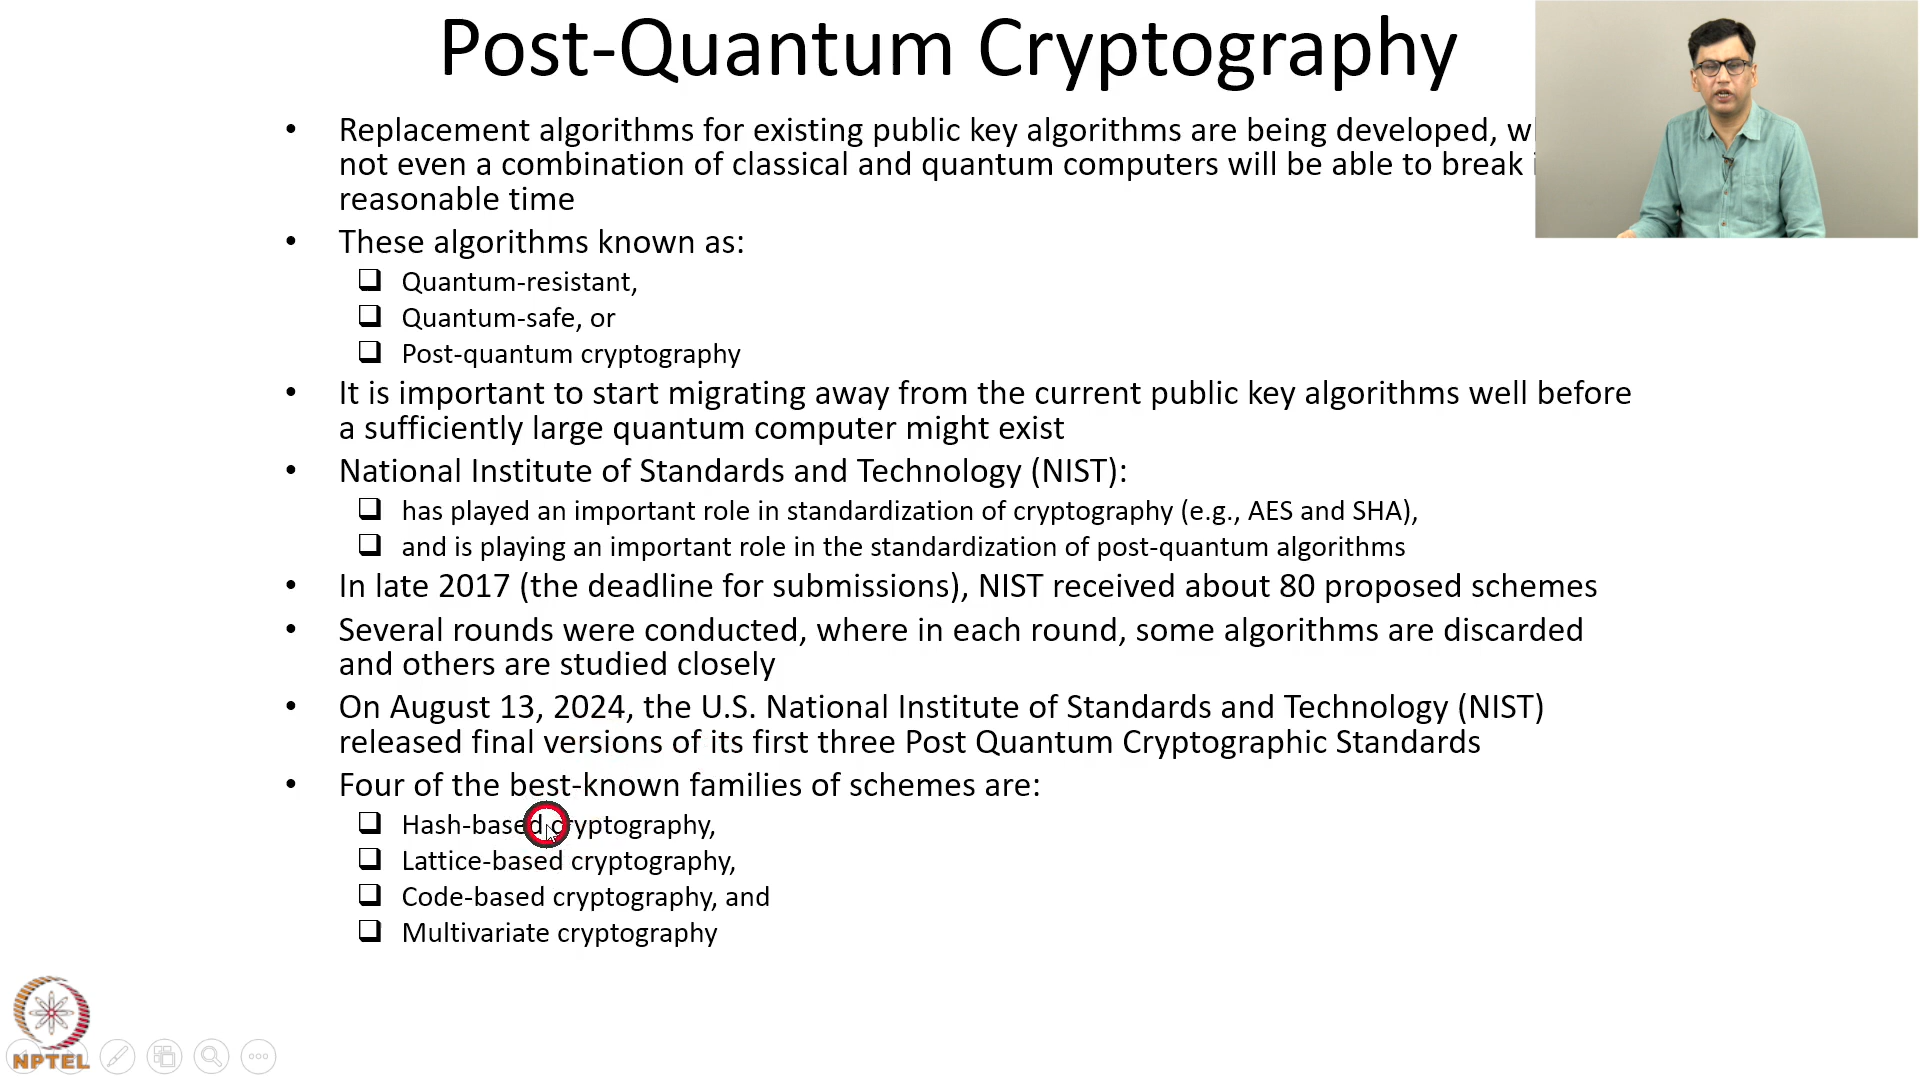 Post-Quantum Cryptography
• Replacement algorithms for existing public key algorithms are being developed,
not even a combination of classical and quantum computers will be able to break
reasonable time
• These algorithms known as:
❑ Quantum-resistant,
❑ Quantum-safe, or
❑ Post-quantum cryptography
• It is important to start migrating away from the current public key algorithms well before
a sufficiently large quantum computer might exist
• National Institute of Standards and Technology (NIST):
❑ has played an important role in standardization of cryptography (e.g., AES and SHA),
❑ and is playing an important role in the standardization of post-quantum algorithms
• In late 2017 (the deadline for submissions), NIST received about 80 proposed schemes
• Several rounds were conducted, where in each round, some algorithms are discarded
and others are studied closely
• On August 13, 2024, the U.S. National Institute of Standards and Technology (NIST)
released final versions of its first three Post Quantum Cryptographic Standards
• Four of the best-known families of schemes are:
❑ Hash-based cryptography,
❑ Lattice-based cryptography,
❑ Code-based cryptography, and
❑ Multivariate cryptography
NPTEL